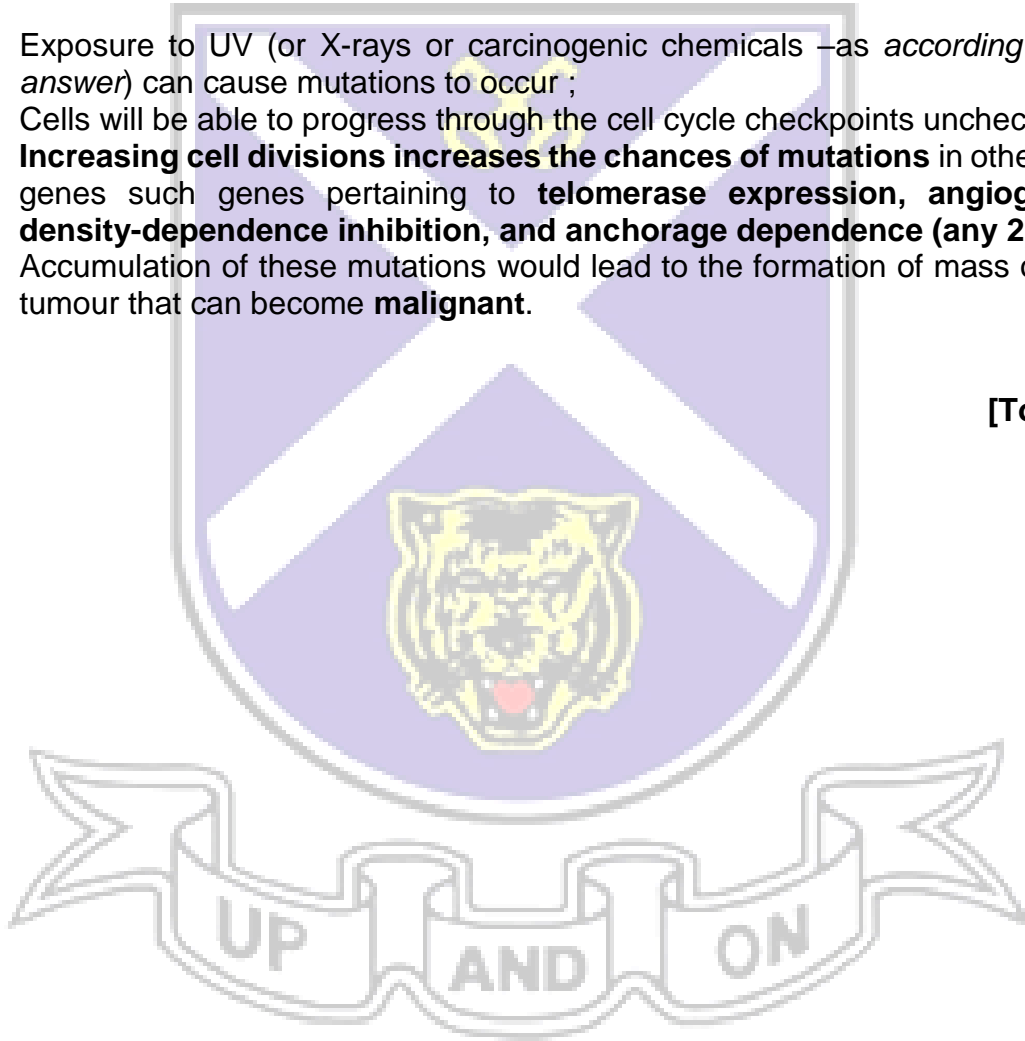 Exposure to UV (or X-rays or carcinogenic chemicals –as according
answer) can cause mutations to occur ;
Cells will be able to progress through the cell cycle checkpoints unchec
Increasing cell divisions increases the chances of mutations in othe
genes such genes pertaining to telomerase expression, angiog
density-dependence inhibition, and anchorage dependence (any 2
Accumulation of these mutations would lead to the formation of mass
tumour that can become malignant.
[To
UP AND ON